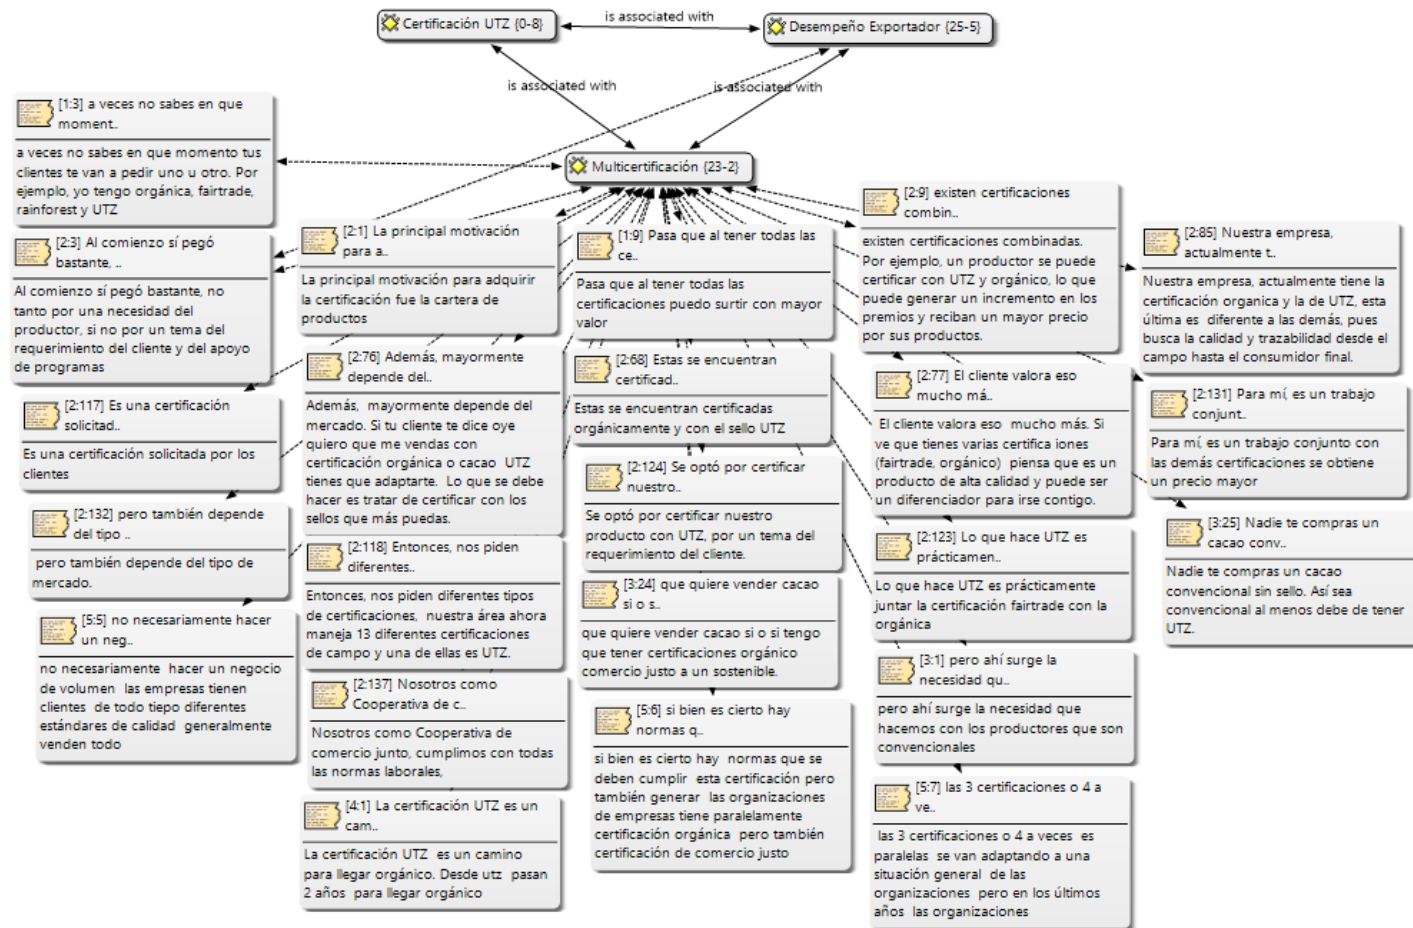 Certificación UTZ {0-8}
is associated with
Desempeño Exportador {25-5}
is associated with
is associated with
Multicertificación {23-2}
[1:3] a veces no sabes en que
moment..
a veces no sabes en que momento tus
clientes te van a pedir uno u otro. Por
ejemplo, yo tengo orgánica, fairtrade,
rainforest y UTZ
[2:3] Al comienzo sí pegó
bastante, ..
Al comienzo sí pegó bastante, no
tanto por una necesidad del
productor, si no por un tema del
requerimiento del cliente y del apoyo
de programas
[2:117] Es una certificación
solicitad..
Es una certificación solicitada por los
clientes
[2:132] pero también depende
del tipo ..
pero también depende del tipo de
mercado.
[5:5] no necesariamente hacer
un neg..
no necesariamente hacer un negocio
de volumen las empresas tienen
clientes de todo tiepo diferentes
estándares de calidad generalmente
venden todo
[2:1] La principal motivación
para a..
La principal motivación para adquirir
la certificación fue la cartera de
productos
[2:76] Además, mayormente
depende del..
Además, mayormente depende del
mercado. Si tu cliente te dice oye
quiero que me vendas con
certificación orgánica o cacao UTZ
tienes que adaptarte. Lo que se debe
hacer es tratar de certificar con los
sellos que más puedas.
[2:118] Entonces, nos piden
diferentes..
Entonces, nos piden diferentes tipos
de certificaciones, nuestra área ahora
maneja 13 diferentes certificaciones
de campo y una de ellas es UTZ.
[2:137] Nosotros como
Cooperativa de c..
Nosotros como Cooperativa de
comercio junto, cumplimos con todas
las normas laborales,
[4:1] La certificación UTZ es un
cam..
La certificación UTZ es un camino
para llegar orgánico. Desde utz pasan
2 años para llegar orgánico
[1:9] Pasa que al tener todas las
ce..
Pasa que al tener todas las
certificaciones puedo surtir con mayor
valor
[2:68] Estas se encuentran
certificad..
Estas se encuentran certificadas
orgánicamente y con el sello UTZ
[2:124] Se optó por certificar
nuestro..
Se optó por certificar nuestro
producto con UTZ, por un tema del
requerimiento del cliente.
[3:24] que quiere vender cacao
si o s..
que quiere vender cacao si o si tengo
que tener certificaciones orgánico
comercio justo a un sostenible.
[5:6] si bien es cierto hay
normas q..
si bien es cierto hay normas que se
deben cumplir esta certificación pero
también generar las organizaciones
de empresas tiene paralelamente
certificación orgánica pero también
certificación de comercio justo
[2:9] existen certificaciones
combin..
existen certificaciones combinadas.
Por ejemplo, un productor se puede
certificar con UTZ y orgánico, lo que
puede generar un incremento en los
premios y reciban un mayor precio
por sus productos.
[2:77] El cliente valora eso
mucho má..
El cliente valora eso mucho más. Si
ve que tienes varias certifica iones
(fairtrade, orgánico) piensa que es un
producto de alta calidad y puede ser
un diferenciador para irse contigo.
[2:123] Lo que hace UTZ es
prácticamen..
Lo que hace UTZ es prácticamente
juntar la certificación fairtrade con la
orgánica
[3:1] pero ahí surge la
necesidad qu..
pero ahí surge la necesidad que
hacemos con los productores que son
convencionales
[5:7] las 3 certificaciones o 4 a
ve..
las 3 certificaciones o 4 a veces es
paralelas se van adaptando a una
situación general de las
organizaciones pero en los últimos
años las organizaciones
[2:85] Nuestra empresa,
actualmente t..
Nuestra empresa, actualmente tiene la
certificación organica y la de UTZ, esta
última es diferente a las demás, pues
busca la calidad y trazabilidad desde el
campo hasta el consumidor final.
[2:131] Para mí, es un trabajo
conjunt..
Para mí, es un trabajo conjunto con
las demás certificaciones se obtiene
un precio mayor
[3:25] Nadie te compras un
cacao conv..
Nadie te compras un cacao
convencional sin sello. Así sea
convencional al menos debe de tener
UTZ.